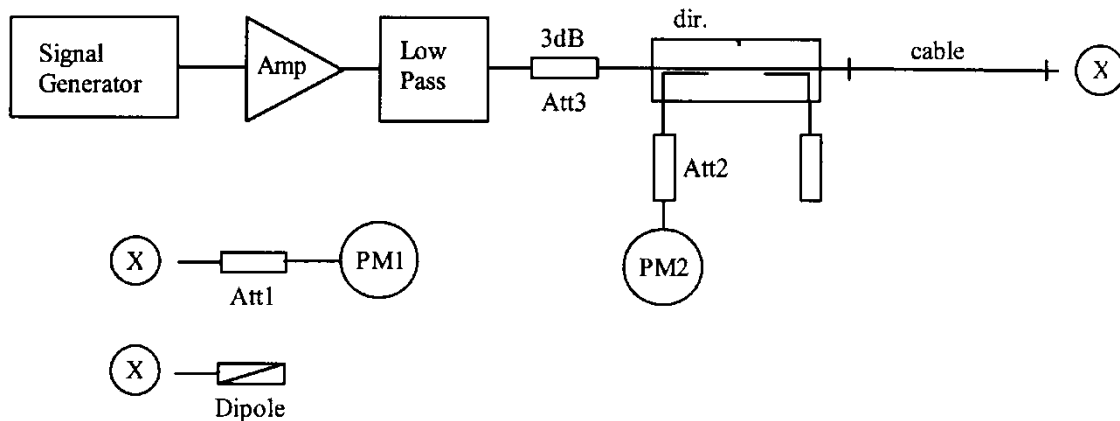 Signal
Generator
Amp
Low
Pass
3dB
Att3
dir.
cable
X
Att2
PM2
X
Att1
PM1
X
Dipole